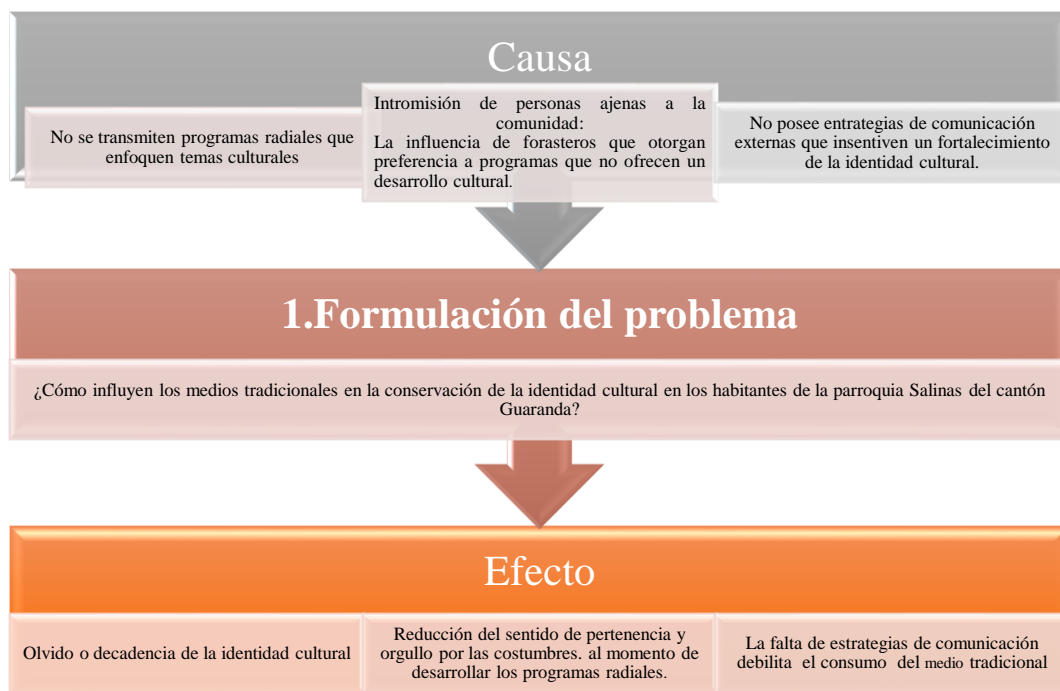 Causa
No se transmiten programas radiales que
enfoquen temas culturales
Intromisión de personas ajenas a la
comunidad:
La influencia de forasteros que otorgan
preferencia a programas que no ofrecen un
desarrollo cultural.
No posee entrategias de comunicación
externas que insentiven un fortalecimiento
de la identidad cultural.
1.Formulación del problema
¿Cómo influyen los medios tradicionales en la conservación de la identidad cultural en los habitantes de la parroquia Salinas del cantón
Guaranda?
Efecto
Olvido o decadencia de la identidad cultural
Reducción del sentido de pertenencia y
orgullo por las costumbres. al momento de
desarrollar los programas radiales.
La falta de estrategias de comunicación
debilita el consumo del medio tradicional